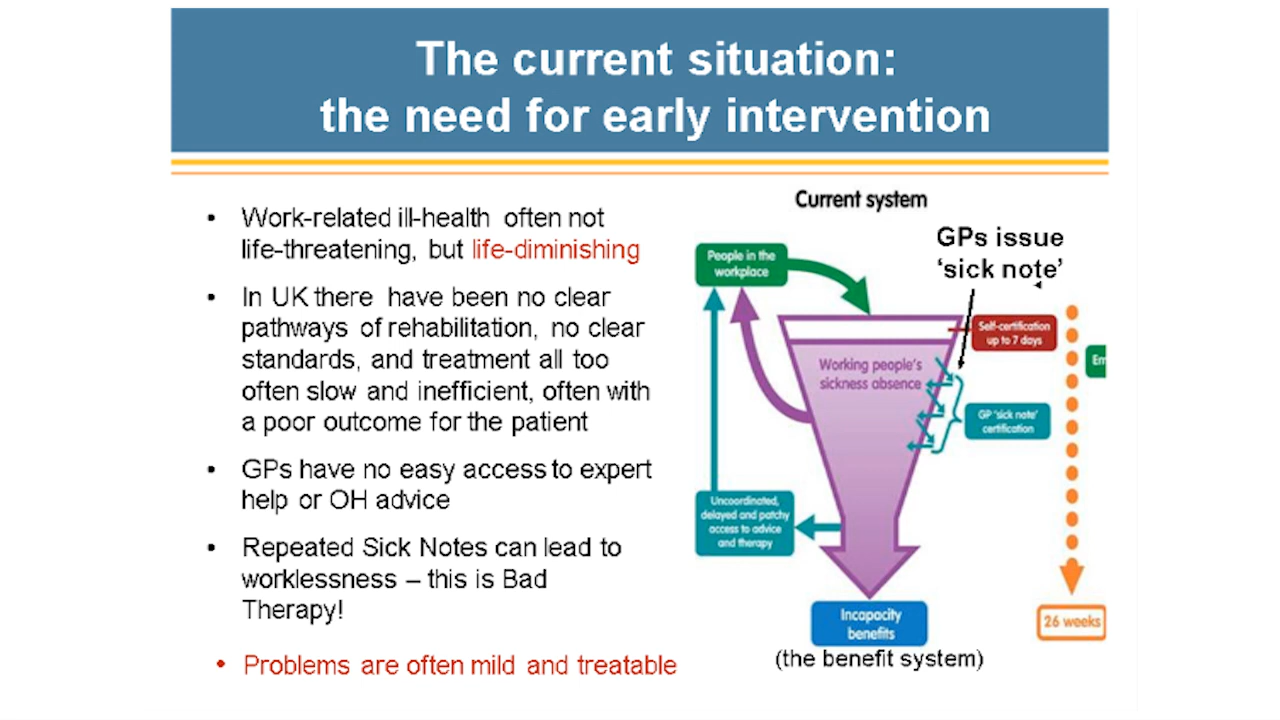 The current situation:
the need for early intervention
• Work-related ill-health often not
life-threatening, but life-diminishing
• In UK there have been no clear
pathways of rehabilitation, no clear
standards, and treatment all too
often slow and inefficient, often with
a poor outcome for the patient
• GPs have no easy access to expert
help or OH advice
• Repeated Sick Notes can lead to
worklessness – this is Bad
Therapy!
• Problems are often mild and treatable
Current system
GPs issue
‘sick note’
People in the
workplace
Self-certification
up to 7 days
Em
Working people's
sickness absence
GP 'sick note'
certification
Uncoordinated,
delayed and patchy
access to advice
and therapy
Incapacity
benefits
26 weeks
(the benefit system)